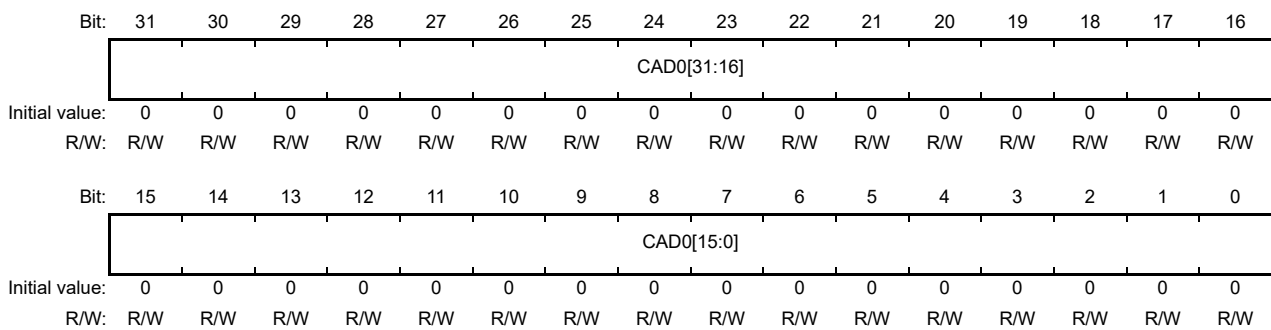 Bit: 31 30 29 28 27 26 25 24 23 22 21 20 19 18 17 16
CAD0[31:16]
Initial value: 0 0 0 0 0 0 0 0 0 0 0 0 0 0 0 0
R/W: R/W R/W R/W R/W R/W R/W R/W R/W R/W R/W R/W R/W R/W R/W R/W R/W
Bit: 15 14 13 12 11 10 9 8 7 6 5 4 3 2 1 0
CAD0[15:0]
Initial value: 0 0 0 0 0 0 0 0 0 0 0 0 0 0 0 0
R/W: R/W R/W R/W R/W R/W R/W R/W R/W R/W R/W R/W R/W R/W R/W R/W R/W